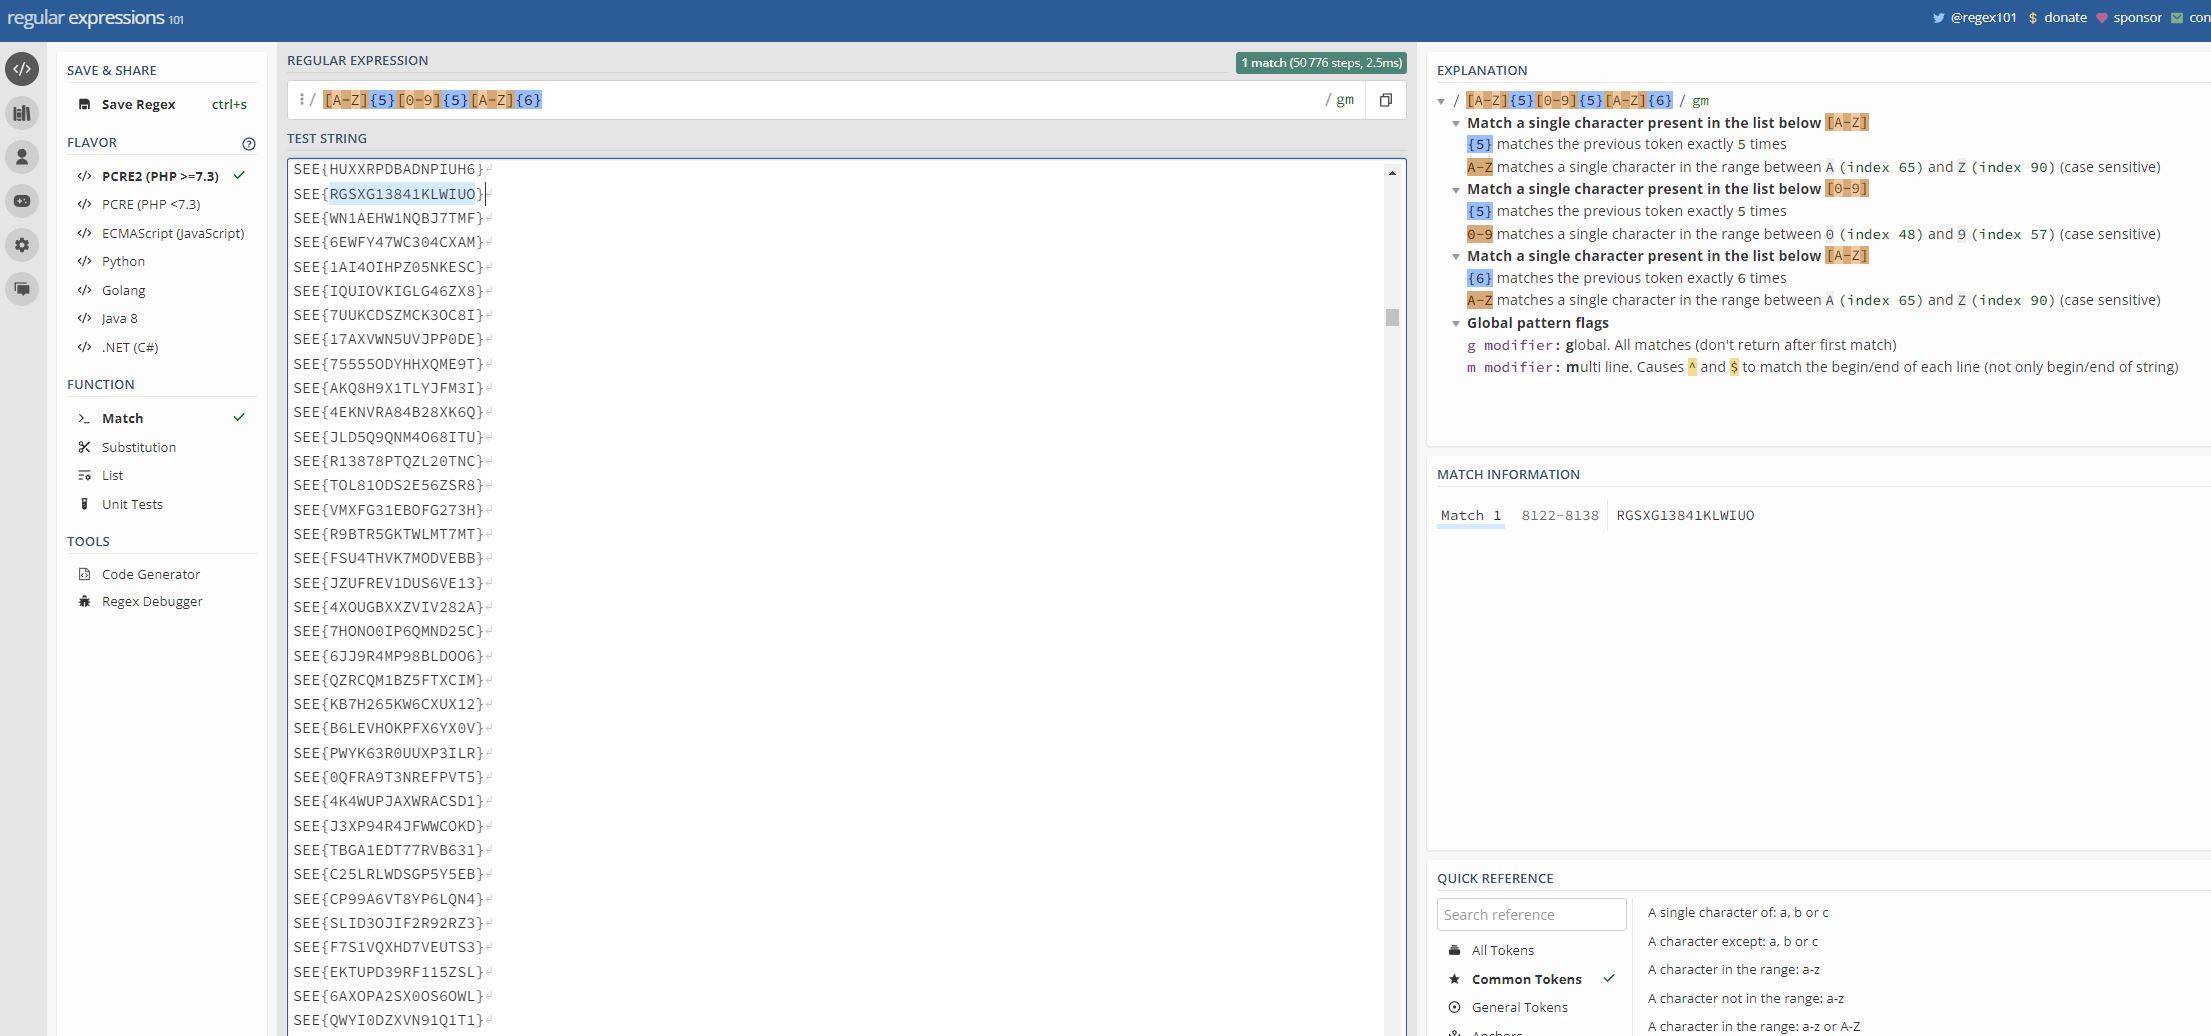 regular expressions 101
@regex101 $ donate sponsor con
SAVE & SHARE
Save Regex ctrl+s
FLAVOR
PCRE2 (PHP >=7.3)
PCRE (PHP <7.3)
ECMAScript (JavaScript)
Python
Golang
Java 8
.NET (C#)
FUNCTION
Match
Substitution
List
Unit Tests
TOOLS
Code Generator
Regex Debugger
REGULAR EXPRESSION
1 match (50 776 steps, 2.5ms)
/ [A-Z]{5}[0-9]{5}[A-Z]{6} / gm
TEST STRING
SEE{HUXXRPDBADNPIUH6}
SEE{RGSXG13841KLWIUO}
SEE{WN1AEHW1NQBJ7TMF}
SEE{6EWFY47WC304CXAM}
SEE{1AI4OIHPZ05NKESC}
SEE{IQUIOVKIGLG46ZX8}
SEE{7UUKCDSZMCK3OC8I}
SEE{17AXVWN5UVJPP0DE}
SEE{75555ODYHHXQME9T}
SEE{AKQ8H9X1TLYJFM3I}
SEE{4EKNVRA84B28XK6Q}
SEE{JLD5Q9QNM4O68ITU}
SEE{R13878PTQZL20TNC}
SEE{TOL81ODS2E56ZSR8}
SEE{VMXFG31EBOFG273H}
SEE{R9BTR5GKTWLMT7MT}
SEE{FSU4THVK7MODVEBB}
SEE{JZUFREV1DUS6VE13}
SEE{4XOUGBXXZVIV282A}
SEE{7HONO0IP6QMND25C}
SEE{6JJ9R4MP98BLDOO6}
SEE{QZRCQM1BZ5FTXCIM}
SEE{KB7H265KW6CXUX12}
SEE{B6LEVHOKPFX6YX0V}
SEE{PWYK63R0UUXP3ILR}
SEE{0QFRA9T3NREFPVT5}
SEE{4K4WUPJAXWRACSD1}
SEE{J3XP94R4JFWWCOKD}
SEE{TBGA1EDT77RVB631}
SEE{C25LRLWDSGP5Y5EB}
SEE{CP99A6VT8YP6LQN4}
SEE{SLID3OJIF2R92RZ3}
SEE{F7S1VQXHD7VEUTS3}
SEE{EKTUPD39RF115ZSL}
SEE{6AXOPA2SX0OS6OWL}
SEE{QWYI0DZXVN91Q1T1}
EXPLANATION
/ [A-Z]{5}[0-9]{5}[A-Z]{6} / gm
Match a single character present in the list below [A-Z]
{5} matches the previous token exactly 5 times
A-Z matches a single character in the range between A (index 65) and Z (index 90) (case sensitive)
Match a single character present in the list below [0-9]
{5} matches the previous token exactly 5 times
0-9 matches a single character in the range between 0 (index 48) and 9 (index 57) (case sensitive)
Match a single character present in the list below [A-Z]
{6} matches the previous token exactly 6 times
A-Z matches a single character in the range between A (index 65) and Z (index 90) (case sensitive)
Global pattern flags
g modifier: global. All matches (don't return after first match)
m modifier: multi line. Causes ^ and $ to match the begin/end of each line (not only begin/end of string)
MATCH INFORMATION
Match 1 8122-8138 RGSXG13841KLWIUO
QUICK REFERENCE
Search reference
All Tokens
Common Tokens
General Tokens
Anchors
A single character of: a, b or c
A character except: a, b or c
A character in the range: a-z
A character not in the range: a-z
A character in the range: a-z or A-Z